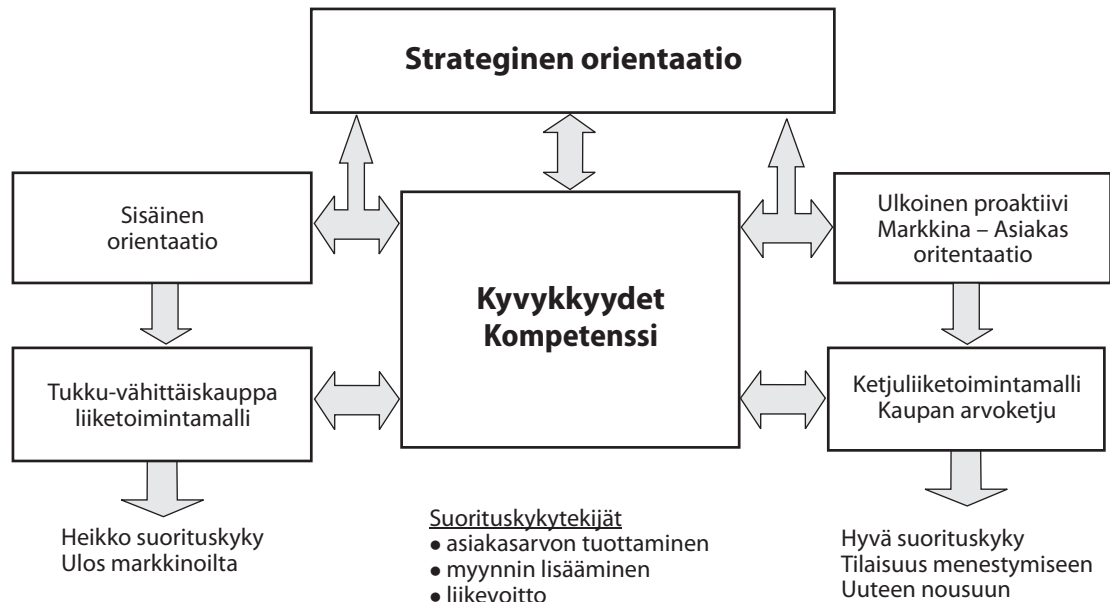 Strateginen orientaatio
Sisäinen
orientaatio
Kyvykkyydet
Kompetenssi
Ulkoinen proaktiivi
Markkina – Asiakas
oritentaatio
Tukku-vähittäiskauppa
liiketoimintamalli
Ketjuliiketoimintamalli
Kaupan arvoketju
Heikko suorituskyky
Ulos markkinoilta
Suorituskykytekijät
• asiakasarvon tuottaminen
• myynnin lisääminen
• liikevoitto
Hyvä suorituskyky
Tilaisuus menestymiseen
Uuteen nousuun